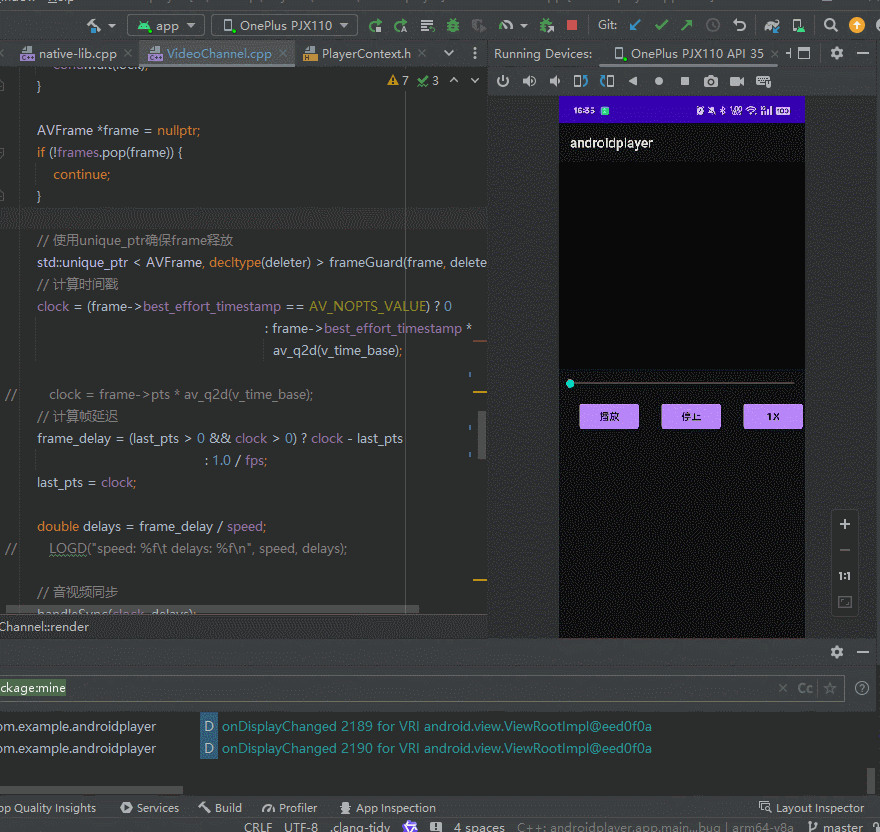 app
OnePlus PJX110
Git:
native-lib.cpp
VideoChannel.cpp
PlayerContext.h
Running Devices:
OnePlus PJX110 API 35
7
3
}
AVFrame *frame = nullptr;
if (!frames.pop(frame)) {
continue;
}
// 使用unique_ptr确保frame释放
std::unique_ptr < AVFrame, decltype(deleter) > frameGuard(frame, delete
// 计算时间戳
clock = (frame->best_effort_timestamp == AV_NOPTS_VALUE) ? 0
: frame->best_effort_timestamp *
av_q2d(v_time_base);
// clock = frame->pts * av_q2d(v_time_base);
// 计算帧延迟
frame_delay = (last_pts > 0 && clock > 0) ? clock - last_pts
: 1.0 / fps;
last_pts = clock;
double delays = frame_delay / speed;
// LOGD("speed: %f\t delays: %f\n", speed, delays);
// 音视频同步
handleSync(clock, delays);
Channel::render
androidplayer
播放
停止
1X
1:1
ckage:mine
Cc
om.example.androidplayer D onDisplayChanged 2189 for VRI android.view.ViewRootImpl@eed0f0a
om.example.androidplayer D onDisplayChanged 2190 for VRI android.view.ViewRootImpl@eed0f0a
pp Quality Insights
Services
Build
Profiler
App Inspection
Layout Inspector
CRLF
UTF-8
.clang-tidy
4 spaces
C++: androidplayer.app.main...bug | arm64-v8a
master